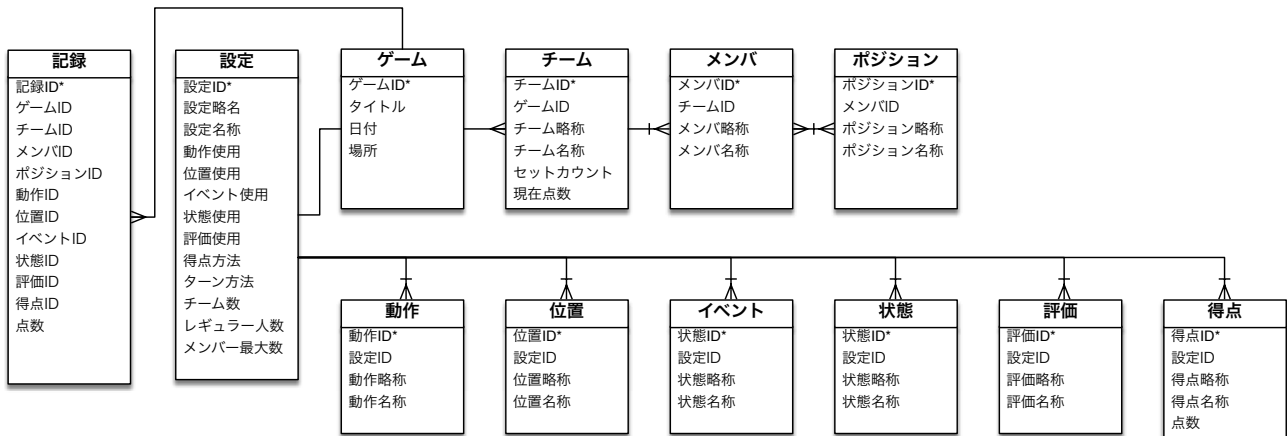 記録
記録ID*
ゲームID
チームID
メンバID
ポジションID
動作ID
位置ID
イベントID
状態ID
評価ID
得点ID
点数
設定
設定ID*
設定略名
設定名称
動作使用
位置使用
イベント使用
状態使用
評価使用
得点方法
ターン方法
チーム数
レギュラー人数
メンバー最大数
ゲーム
ゲームID*
タイトル
日付
場所
チーム
チームID*
ゲームID
チーム略称
チーム名称
セットカウント
現在点数
メンバ
メンバID*
チームID
メンバ略称
メンバ名称
ポジション
ポジションID*
メンバID
ポジション略称
ポジション名称
動作
動作ID*
設定ID
動作略称
動作名称
位置
位置ID*
設定ID
位置略称
位置名称
イベント
状態ID*
設定ID
状態略称
状態名称
状態
状態ID*
設定ID
状態略称
状態名称
評価
評価ID*
設定ID
評価略称
評価名称
得点
得点ID*
設定ID
得点略称
得点名称
点数